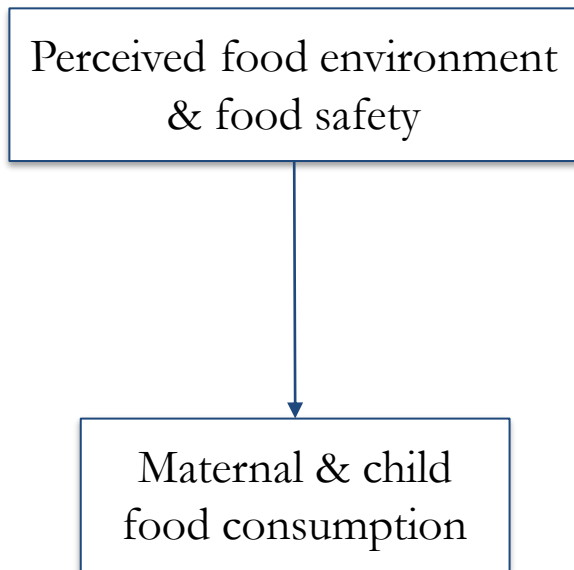 Perceived food environment
& food safety
Maternal & child
food consumption